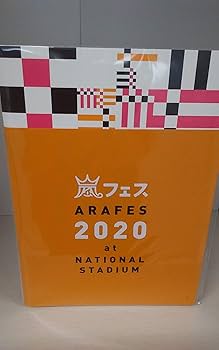 嵐フェス
ARAFES
2020
at
NATIONAL
STADIUM